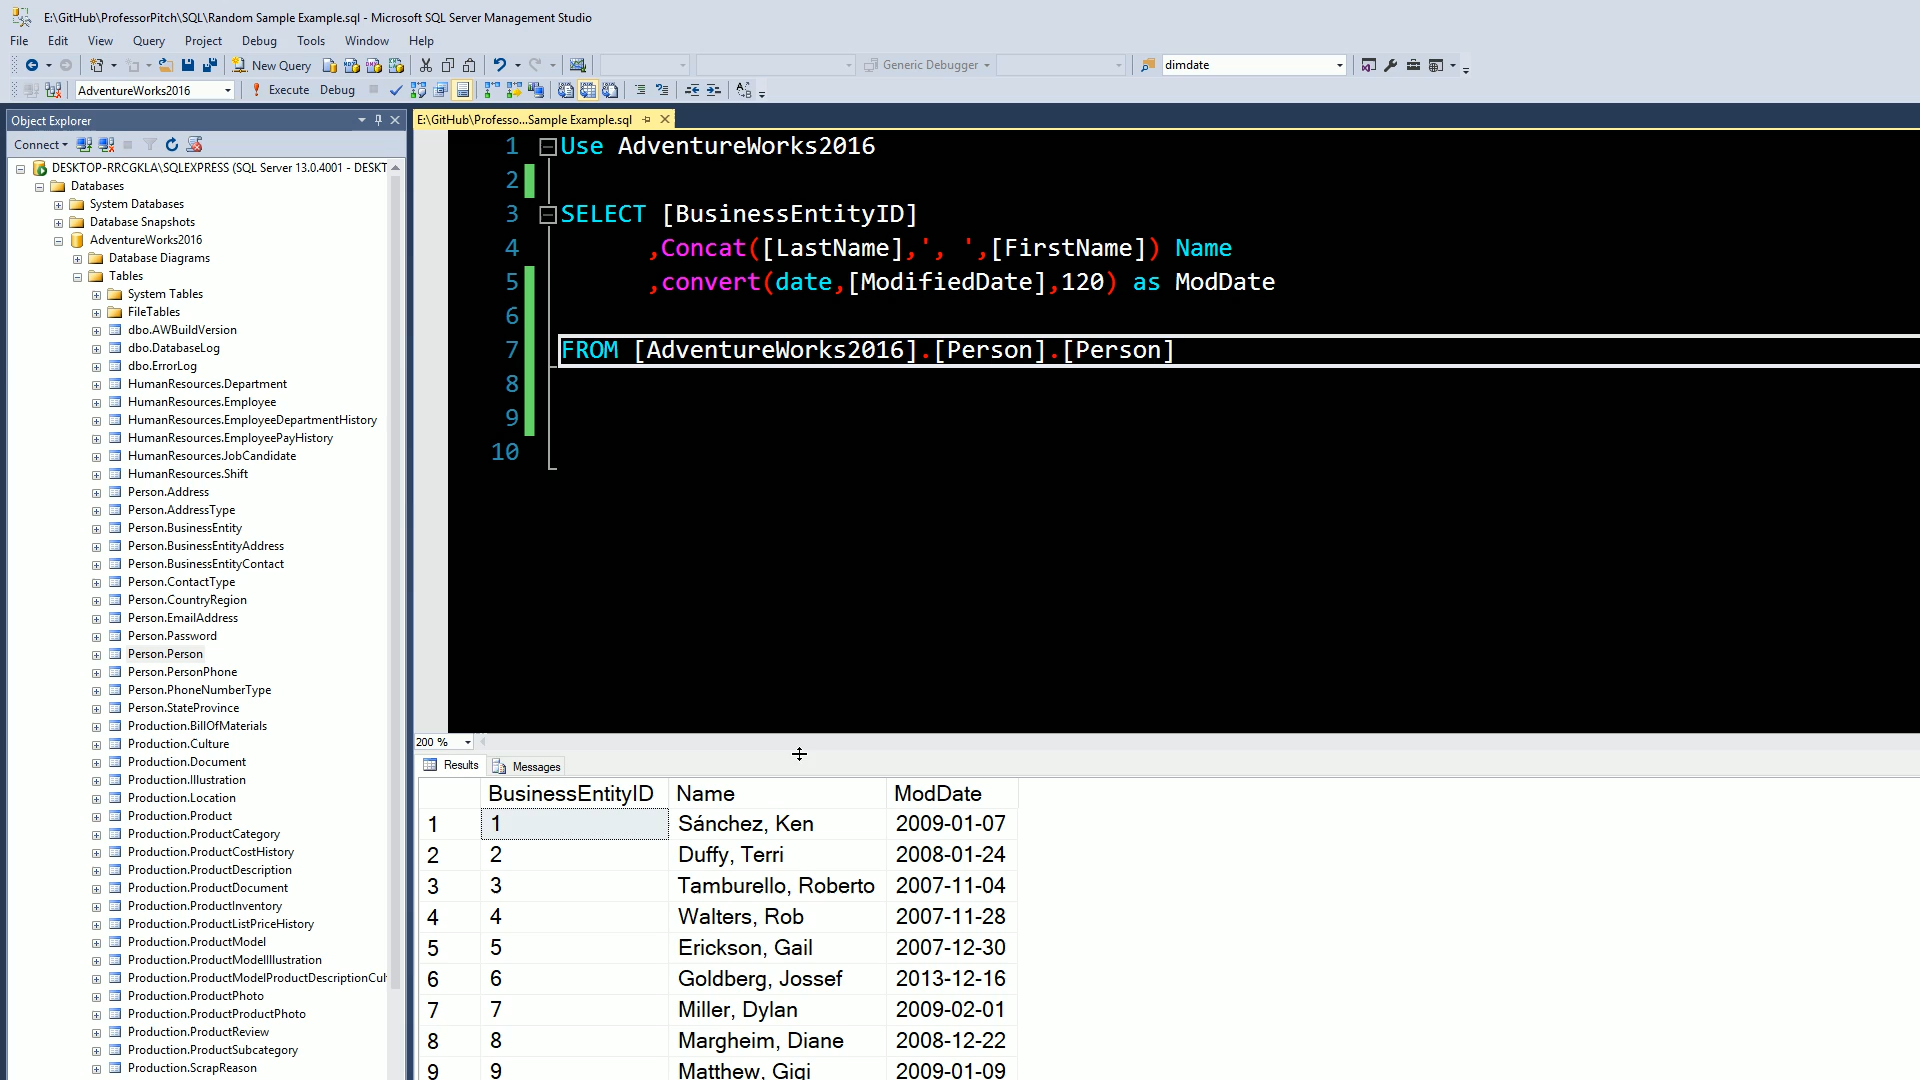 E:\GitHub\ProfessorPitch\SQL\Random Sample Example.sql - Microsoft SQL Server Management Studio
File Edit View Query Project Debug Tools Window Help
New Query Generic Debugger dimdate
AdventureWorks2016 Execute Debug
Object Explorer
Connect
DESKTOP-RRCGKLA\SQLEXPRESS (SQL Server 13.0.4001 - DESKT
Databases
System Databases
Database Snapshots
AdventureWorks2016
Database Diagrams
Tables
System Tables
FileTables
dbo.AWBuildVersion
dbo.DatabaseLog
dbo.ErrorLog
HumanResources.Department
HumanResources.Employee
HumanResources.EmployeeDepartmentHistory
HumanResources.EmployeePayHistory
HumanResources.JobCandidate
HumanResources.Shift
Person.Address
Person.AddressType
Person.BusinessEntity
Person.BusinessEntityAddress
Person.BusinessEntityContact
Person.ContactType
Person.CountryRegion
Person.EmailAddress
Person.Password
Person.Person
Person.PersonPhone
Person.PhoneNumberType
Person.StateProvince
Production.BillOfMaterials
Production.Culture
Production.Document
Production.Illustration
Production.Location
Production.Product
Production.ProductCategory
Production.ProductCostHistory
Production.ProductDescription
Production.ProductDocument
Production.ProductInventory
Production.ProductListPriceHistory
Production.ProductModel
Production.ProductModelIllustration
Production.ProductModelProductDescriptionCul
Production.ProductPhoto
Production.ProductProductPhoto
Production.ProductReview
Production.ProductSubcategory
Production.ScrapReason
E:\GitHub\Professo...Sample Example.sql
1 Use AdventureWorks2016
2
3 SELECT [BusinessEntityID]
4 ,Concat([LastName],', ',[FirstName]) Name
5 ,convert(date,[ModifiedDate],120) as ModDate
6
7 FROM [AdventureWorks2016].[Person].[Person]
8
9
10
200 %
Results Messages
BusinessEntityID Name ModDate
1 1 Sánchez, Ken 2009-01-07
2 2 Duffy, Terri 2008-01-24
3 3 Tamburello, Roberto 2007-11-04
4 4 Walters, Rob 2007-11-28
5 5 Erickson, Gail 2007-12-30
6 6 Goldberg, Jossef 2013-12-16
7 7 Miller, Dylan 2009-02-01
8 8 Margheim, Diane 2008-12-22
9 9 Matthew, Gigi 2009-01-09